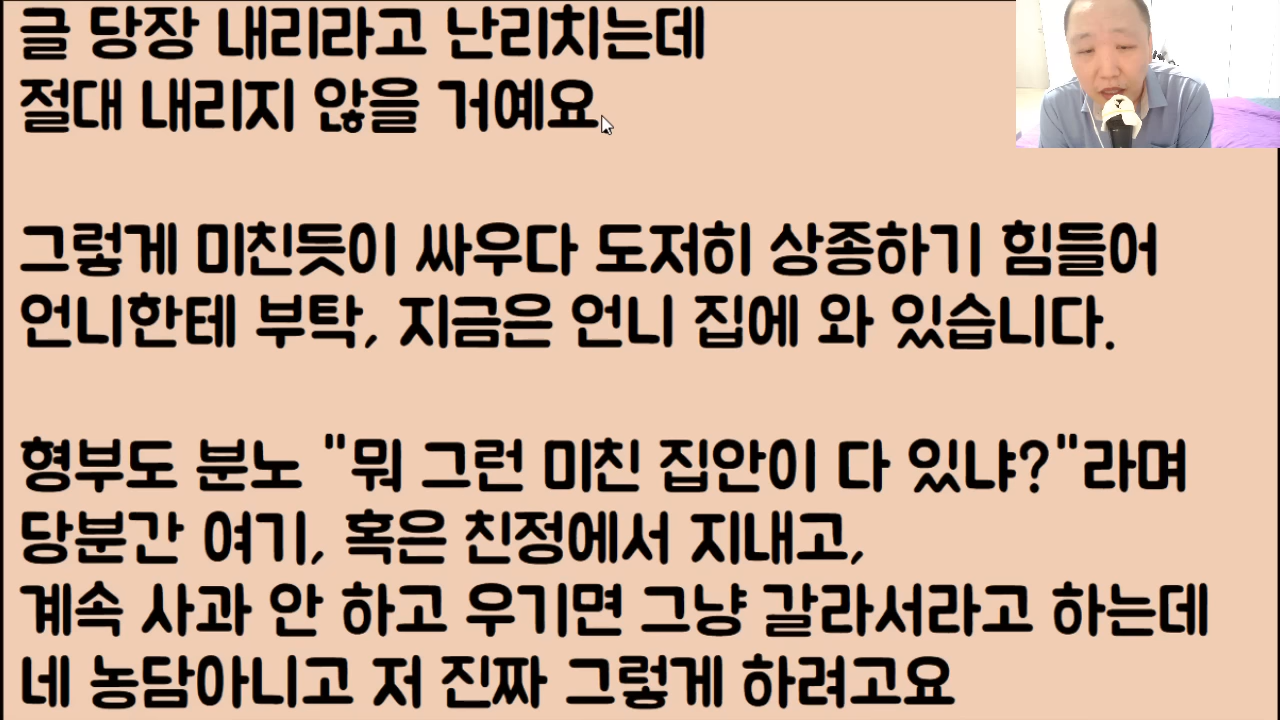 글 당장 내리라고 난리치는데
절대 내리지 않을 거예요
그렇게 미친듯이 싸우다 도저히 상종하기 힘들어
언니한테 부탁, 지금은 언니 집에 와 있습니다.
형부도 분노 "뭐 그런 미친 집안이 다 있냐?"라며
당분간 여기, 혹은 친정에서 지내고,
계속 사과 안 하고 우기면 그냥 갈라서라고 하는데
네 농담아니고 저 진짜 그렇게 하려고요